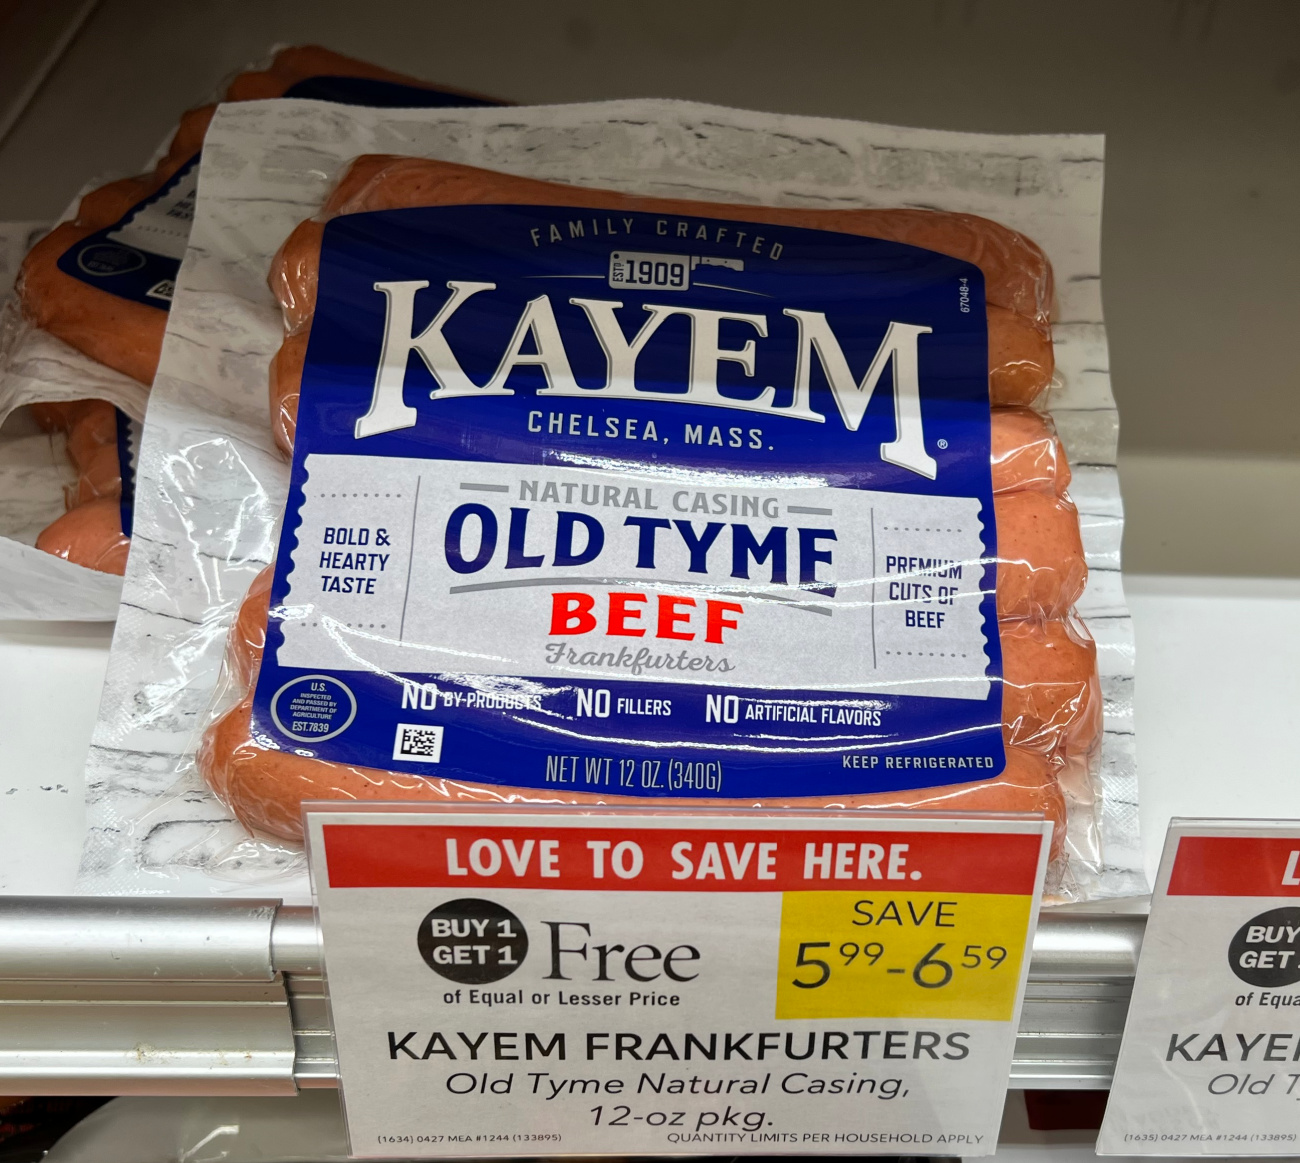 FAMILY CRAFTED
ESTD 1909
KAYEM®
CHELSEA, MASS.
67048-4
NATURAL CASING
OLD TYME
BEEF
Frankfurters
BOLD &
HEARTY
TASTE
PREMIUM
CUTS OF
BEEF
NO BY-PRODUCTS NO FILLERS NO ARTIFICIAL FLAVORS
U.S.
INSPECTED
AND PASSED BY
DEPARTMENT OF
AGRICULTURE
EST.7839
NET WT 12 OZ. (340G)
KEEP REFRIGERATED
LOVE TO SAVE HERE.
BUY 1
GET 1
Free
of Equal or Lesser Price
SAVE
599-659
KAYEM FRANKFURTERS
Old Tyme Natural Casing,
12-oz pkg.
(1634) 0427 MEA #1244 (133895)
QUANTITY LIMITS PER HOUSEHOLD APPLY
L
BUY
GET
of Equa
KAYE
Old T
(1635) 0427 MEA #1244 (133895)